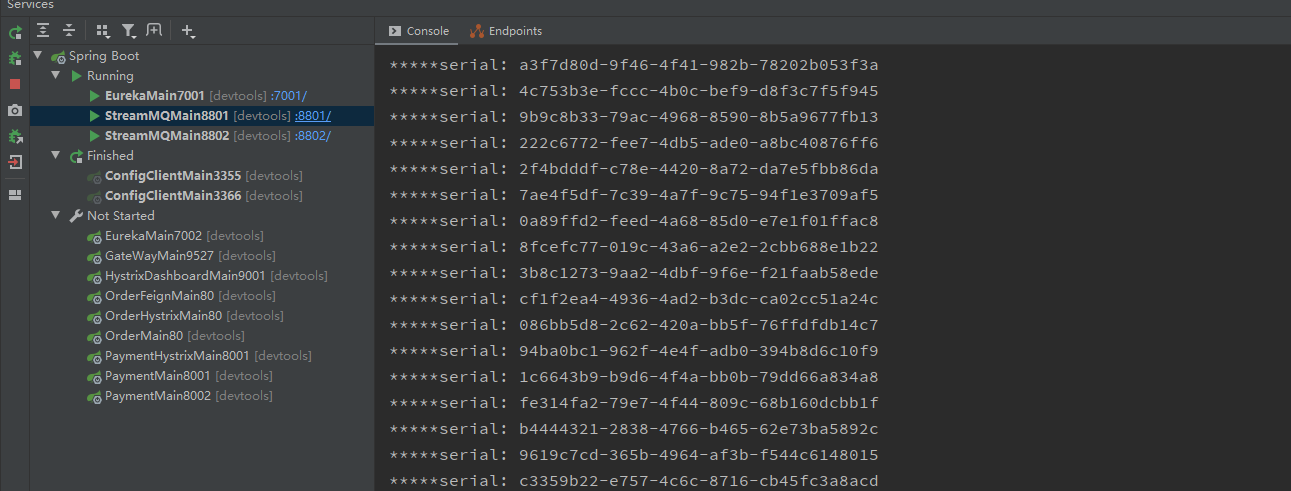 Services
Console Endpoints
Spring Boot
Running
EurekaMain7001 [devtools] :7001/
StreamMQMain8801 [devtools] :8801/
StreamMQMain8802 [devtools] :8802/
Finished
ConfigClientMain3355 [devtools]
ConfigClientMain3366 [devtools]
Not Started
EurekaMain7002 [devtools]
GateWayMain9527 [devtools]
HystrixDashboardMain9001 [devtools]
OrderFeignMain80 [devtools]
OrderHystrixMain80 [devtools]
OrderMain80 [devtools]
PaymentHystrixMain8001 [devtools]
PaymentMain8001 [devtools]
PaymentMain8002 [devtools]
*****serial: a3f7d80d-9f46-4f41-982b-78202b053f3a
*****serial: 4c753b3e-fccc-4b0c-bef9-d8f3c7f5f945
*****serial: 9b9c8b33-79ac-4968-8590-8b5a9677fb13
*****serial: 222c6772-fee7-4db5-ade0-a8bc40876ff6
*****serial: 2f4bdddf-c78e-4420-8a72-da7e5fbb86da
*****serial: 7ae4f5df-7c39-4a7f-9c75-94f1e3709af5
*****serial: 0a89ffd2-feed-4a68-85d0-e7e1f01ffac8
*****serial: 8fcefc77-019c-43a6-a2e2-2cbb688e1b22
*****serial: 3b8c1273-9aa2-4dbf-9f6e-f21faab58ede
*****serial: cf1f2ea4-4936-4ad2-b3dc-ca02cc51a24c
*****serial: 086bb5d8-2c62-420a-bb5f-76ffdfdb14c7
*****serial: 94ba0bc1-962f-4e4f-adb0-394b8d6c10f9
*****serial: 1c6643b9-b9d6-4f4a-bb0b-79dd66a834a8
*****serial: fe314fa2-79e7-4f44-809c-68b160dcbb1f
*****serial: b4444321-2838-4766-b465-62e73ba5892c
*****serial: 9619c7cd-365b-4964-af3b-f544c6148015
*****serial: c3359b22-e757-4c6c-8716-cb45fc3a8acd